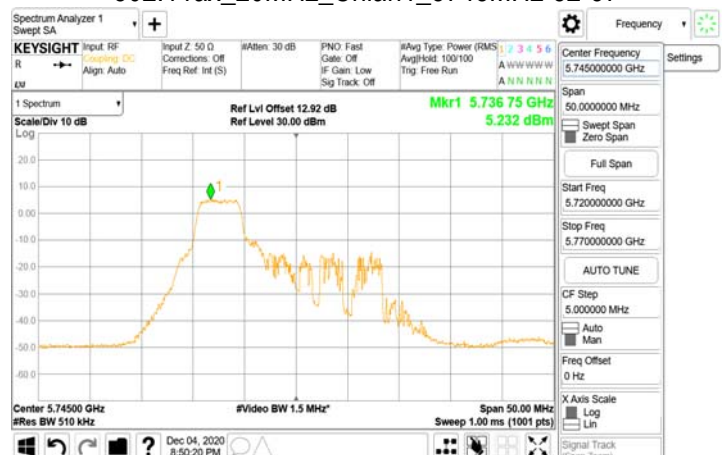 Spectrum Analyzer 1
Swept SA
Frequency
Settings
KEYSIGHT
R
Input: RF
Coupling: DC
Align: Auto
Input Z: 50 Ω
Corrections: Off
Freq Ref: Int (S)
#Atten: 30 dB
PNO: Fast
Gate: Off
IF Gain: Low
Sig Track: Off
#Avg Type: Power (RMS
Avg|Hold: 100/100
Trig: Free Run
1 2 3 4 5 6
A W W W W W
A N N N N N
1 Spectrum
Scale/Div 10 dB
Log
Ref Lvl Offset 12.92 dB
Ref Level 30.00 dBm
Mkr1 5.736 75 GHz
5.232 dBm
1
20.0
10.0
0.00
-10.0
-20.0
-30.0
-40.0
-50.0
-60.0
Center 5.74500 GHz
#Res BW 510 kHz
#Video BW 1.5 MHz*
Span 50.00 MHz
Sweep 1.00 ms (1001 pts)
Center Frequency
5.745000000 GHz
Span
50.0000000 MHz
Swept Span
Zero Span
Full Span
Start Freq
5.720000000 GHz
Stop Freq
5.770000000 GHz
AUTO TUNE
CF Step
5.000000 MHz
Auto
Man
Freq Offset
0 Hz
X Axis Scale
Log
Lin
Signal Track
Dec 04, 2020
8:50:20 PM